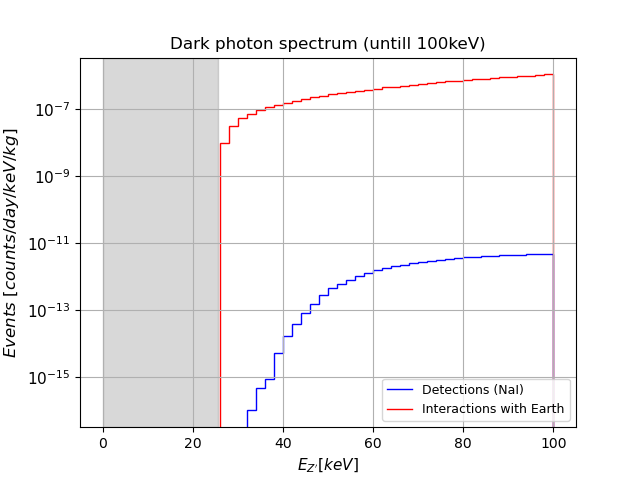 Dark photon spectrum (untill 100keV)
Events [counts/day/keV/kg]
10⁻⁷
10⁻⁹
10⁻¹¹
10⁻¹³
10⁻¹⁵
Detections (NaI)
Interactions with Earth
0 20 40 60 80 100
E_{Z'}[keV]